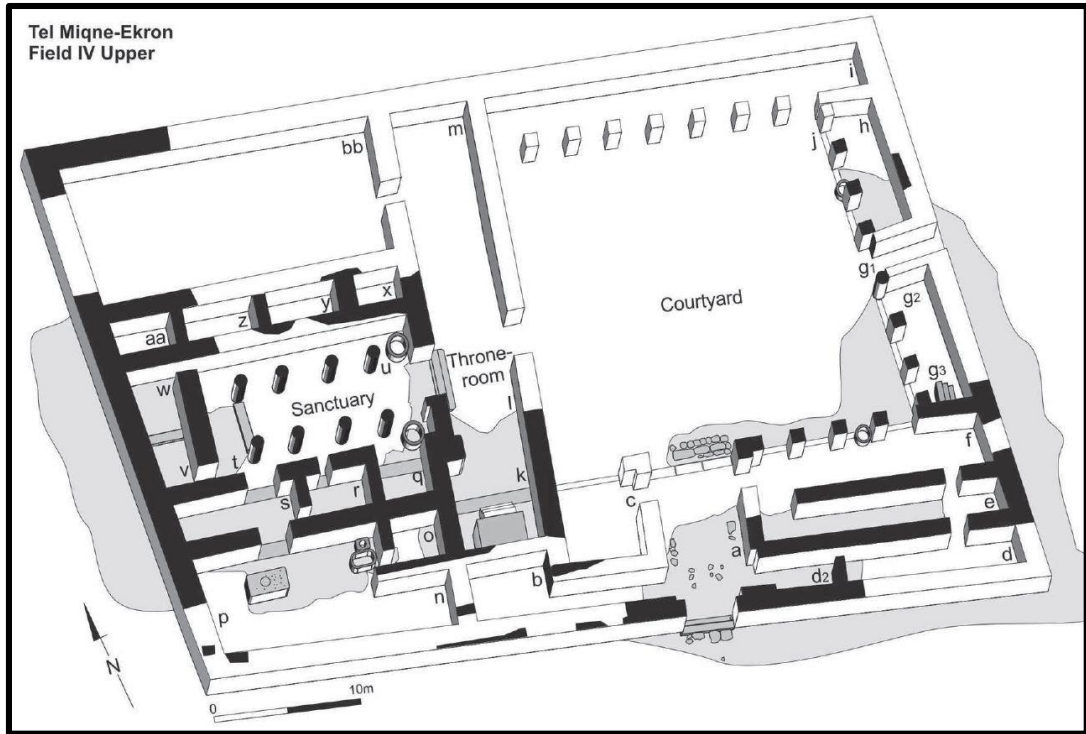 Tel Miqne-Ekron
Field IV Upper
i
bb
m
h
j
g1
x
Courtyard
y
g2
z
aa
u
Throne-
room
w
g3
l
Sanctuary
f
t
v
q
k
r
c
s
e
o
a
d
b
d2
n
p
N
0
10m